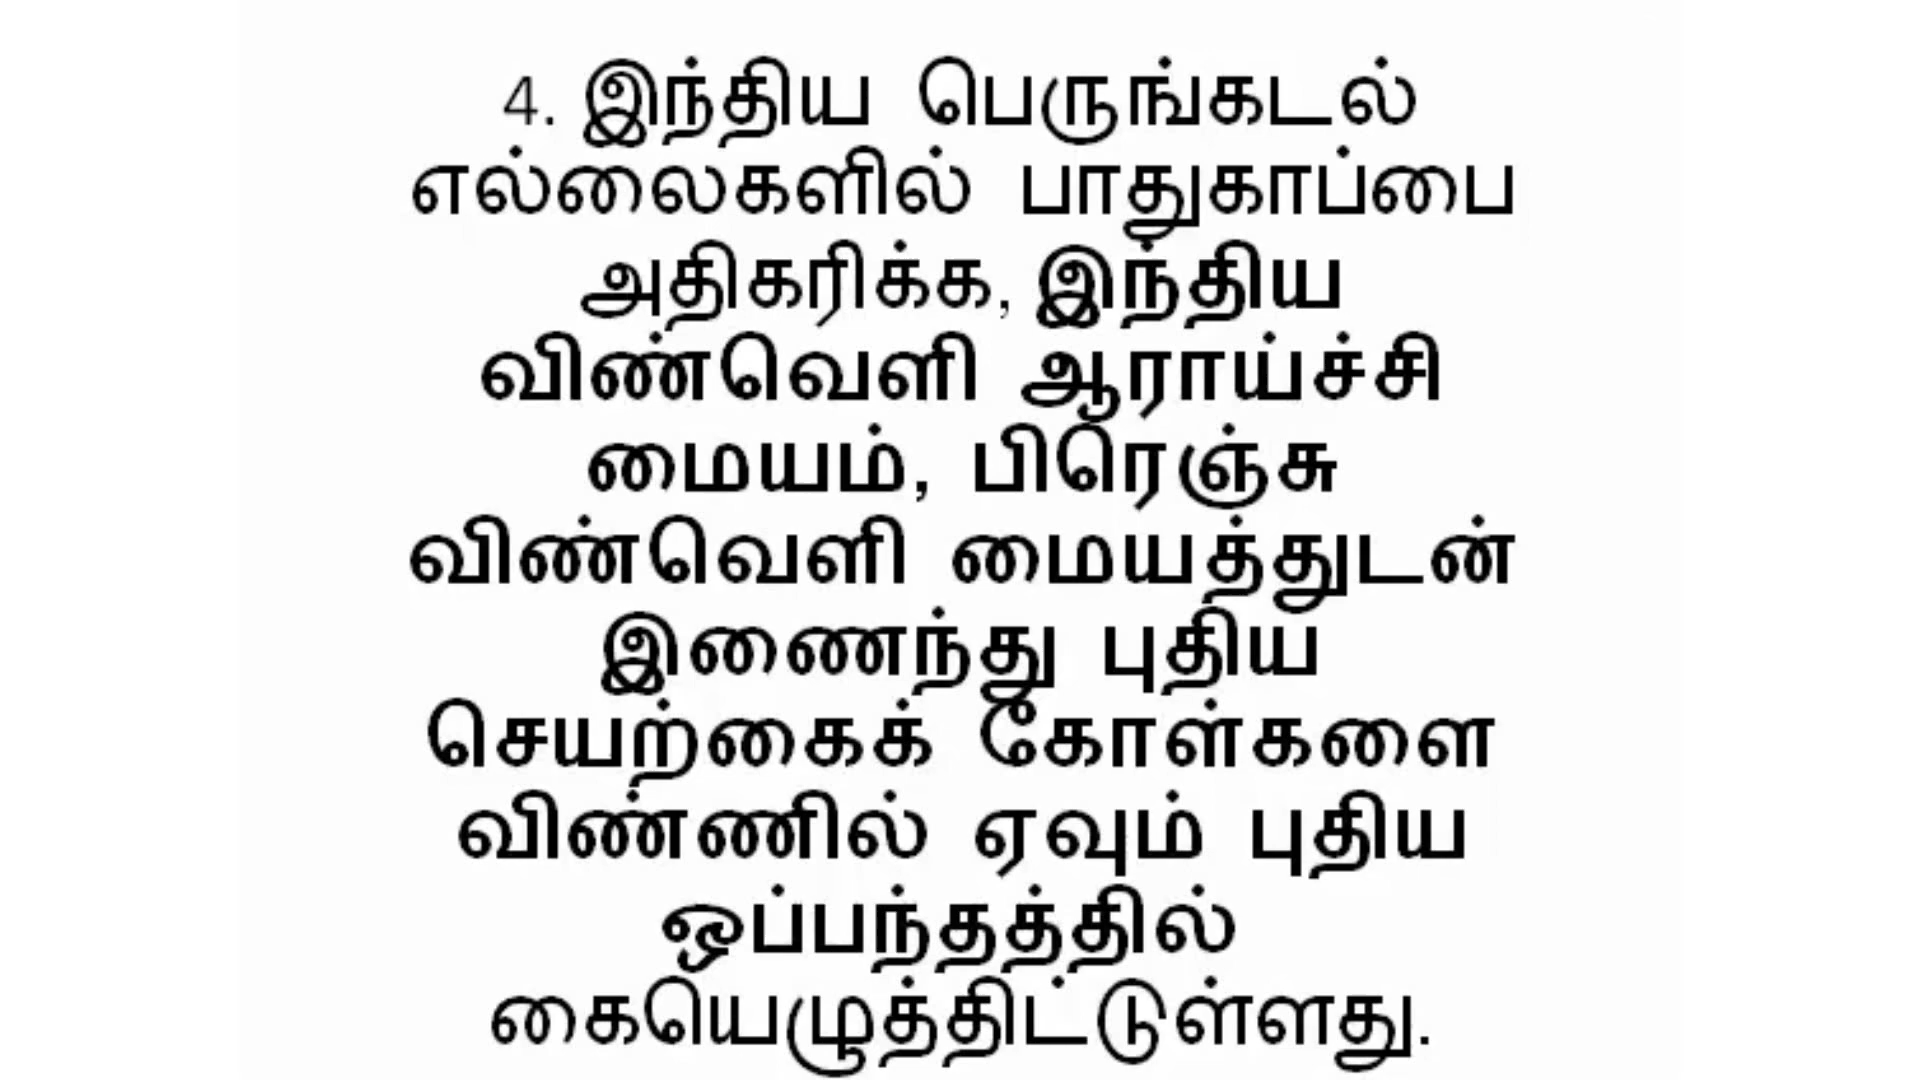 4. இந்திய பெருங்கடல்
எல்லைகளில் பாதுகாப்பை
அதிகரிக்க, இந்திய
விண்வெளி ஆராய்ச்சி
மையம், பிரெஞ்சு
விண்வெளி மையத்துடன்
இணைந்து புதிய
செயற்கைக் கோள்களை
விண்ணில் ஏவும் புதிய
ஒப்பந்தத்தில்
கையெழுத்திட்டுள்ளது.